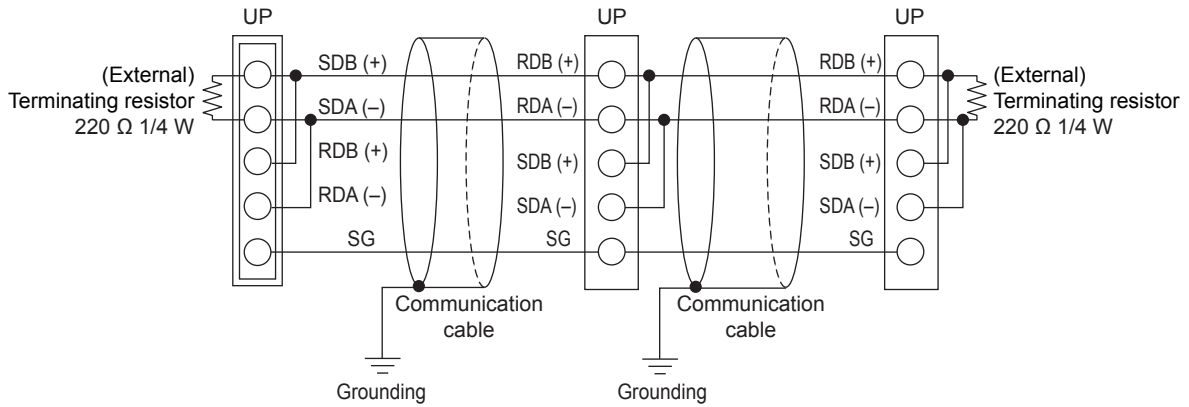 UP
UP
UP
(External)
Terminating resistor
220 Ω 1/4 W
SDB (+)
SDA (–)
RDB (+)
RDA (–)
SG
RDB (+)
RDA (–)
SDB (+)
SDA (–)
SG
RDB (+)
RDA (–)
SDB (+)
SDA (–)
SG
(External)
Terminating resistor
220 Ω 1/4 W
Communication
cable
Communication
cable
Grounding
Grounding